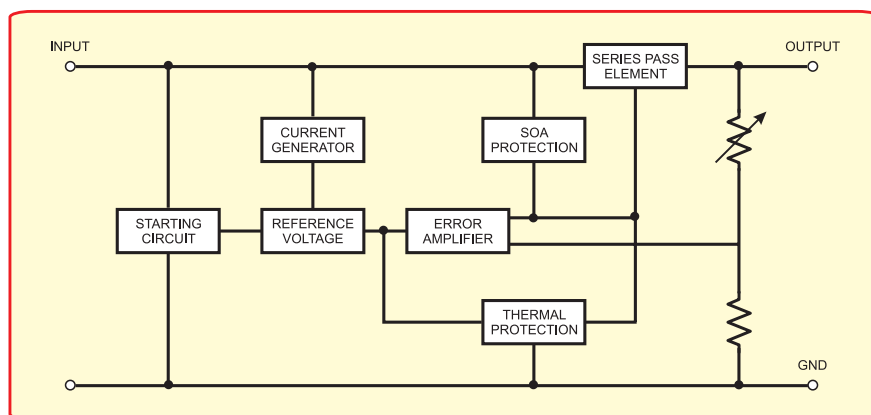 INPUT
SERIES PASS
ELEMENT
OUTPUT
CURRENT
GENERATOR
SOA
PROTECTION
STARTING
CIRCUIT
REFERENCE
VOLTAGE
ERROR
AMPLIFIER
THERMAL
PROTECTION
GND